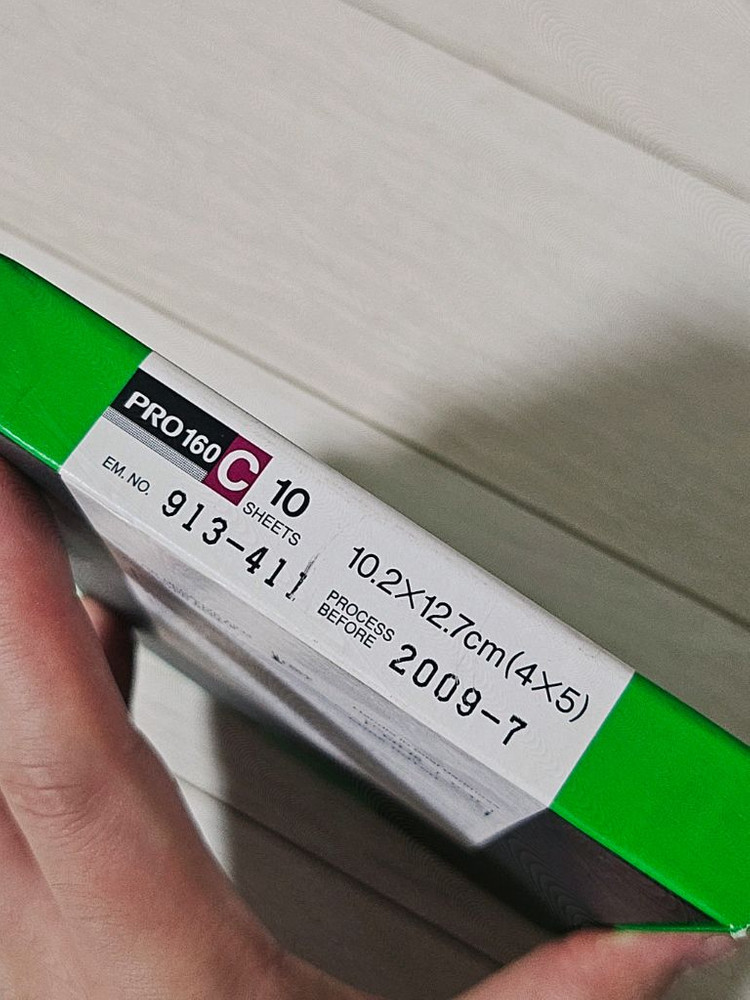 PRO160C 10 SHEETS
EM. NO. 913-411
10.2×12.7cm(4×5)
PROCESS
BEFORE 2009-7